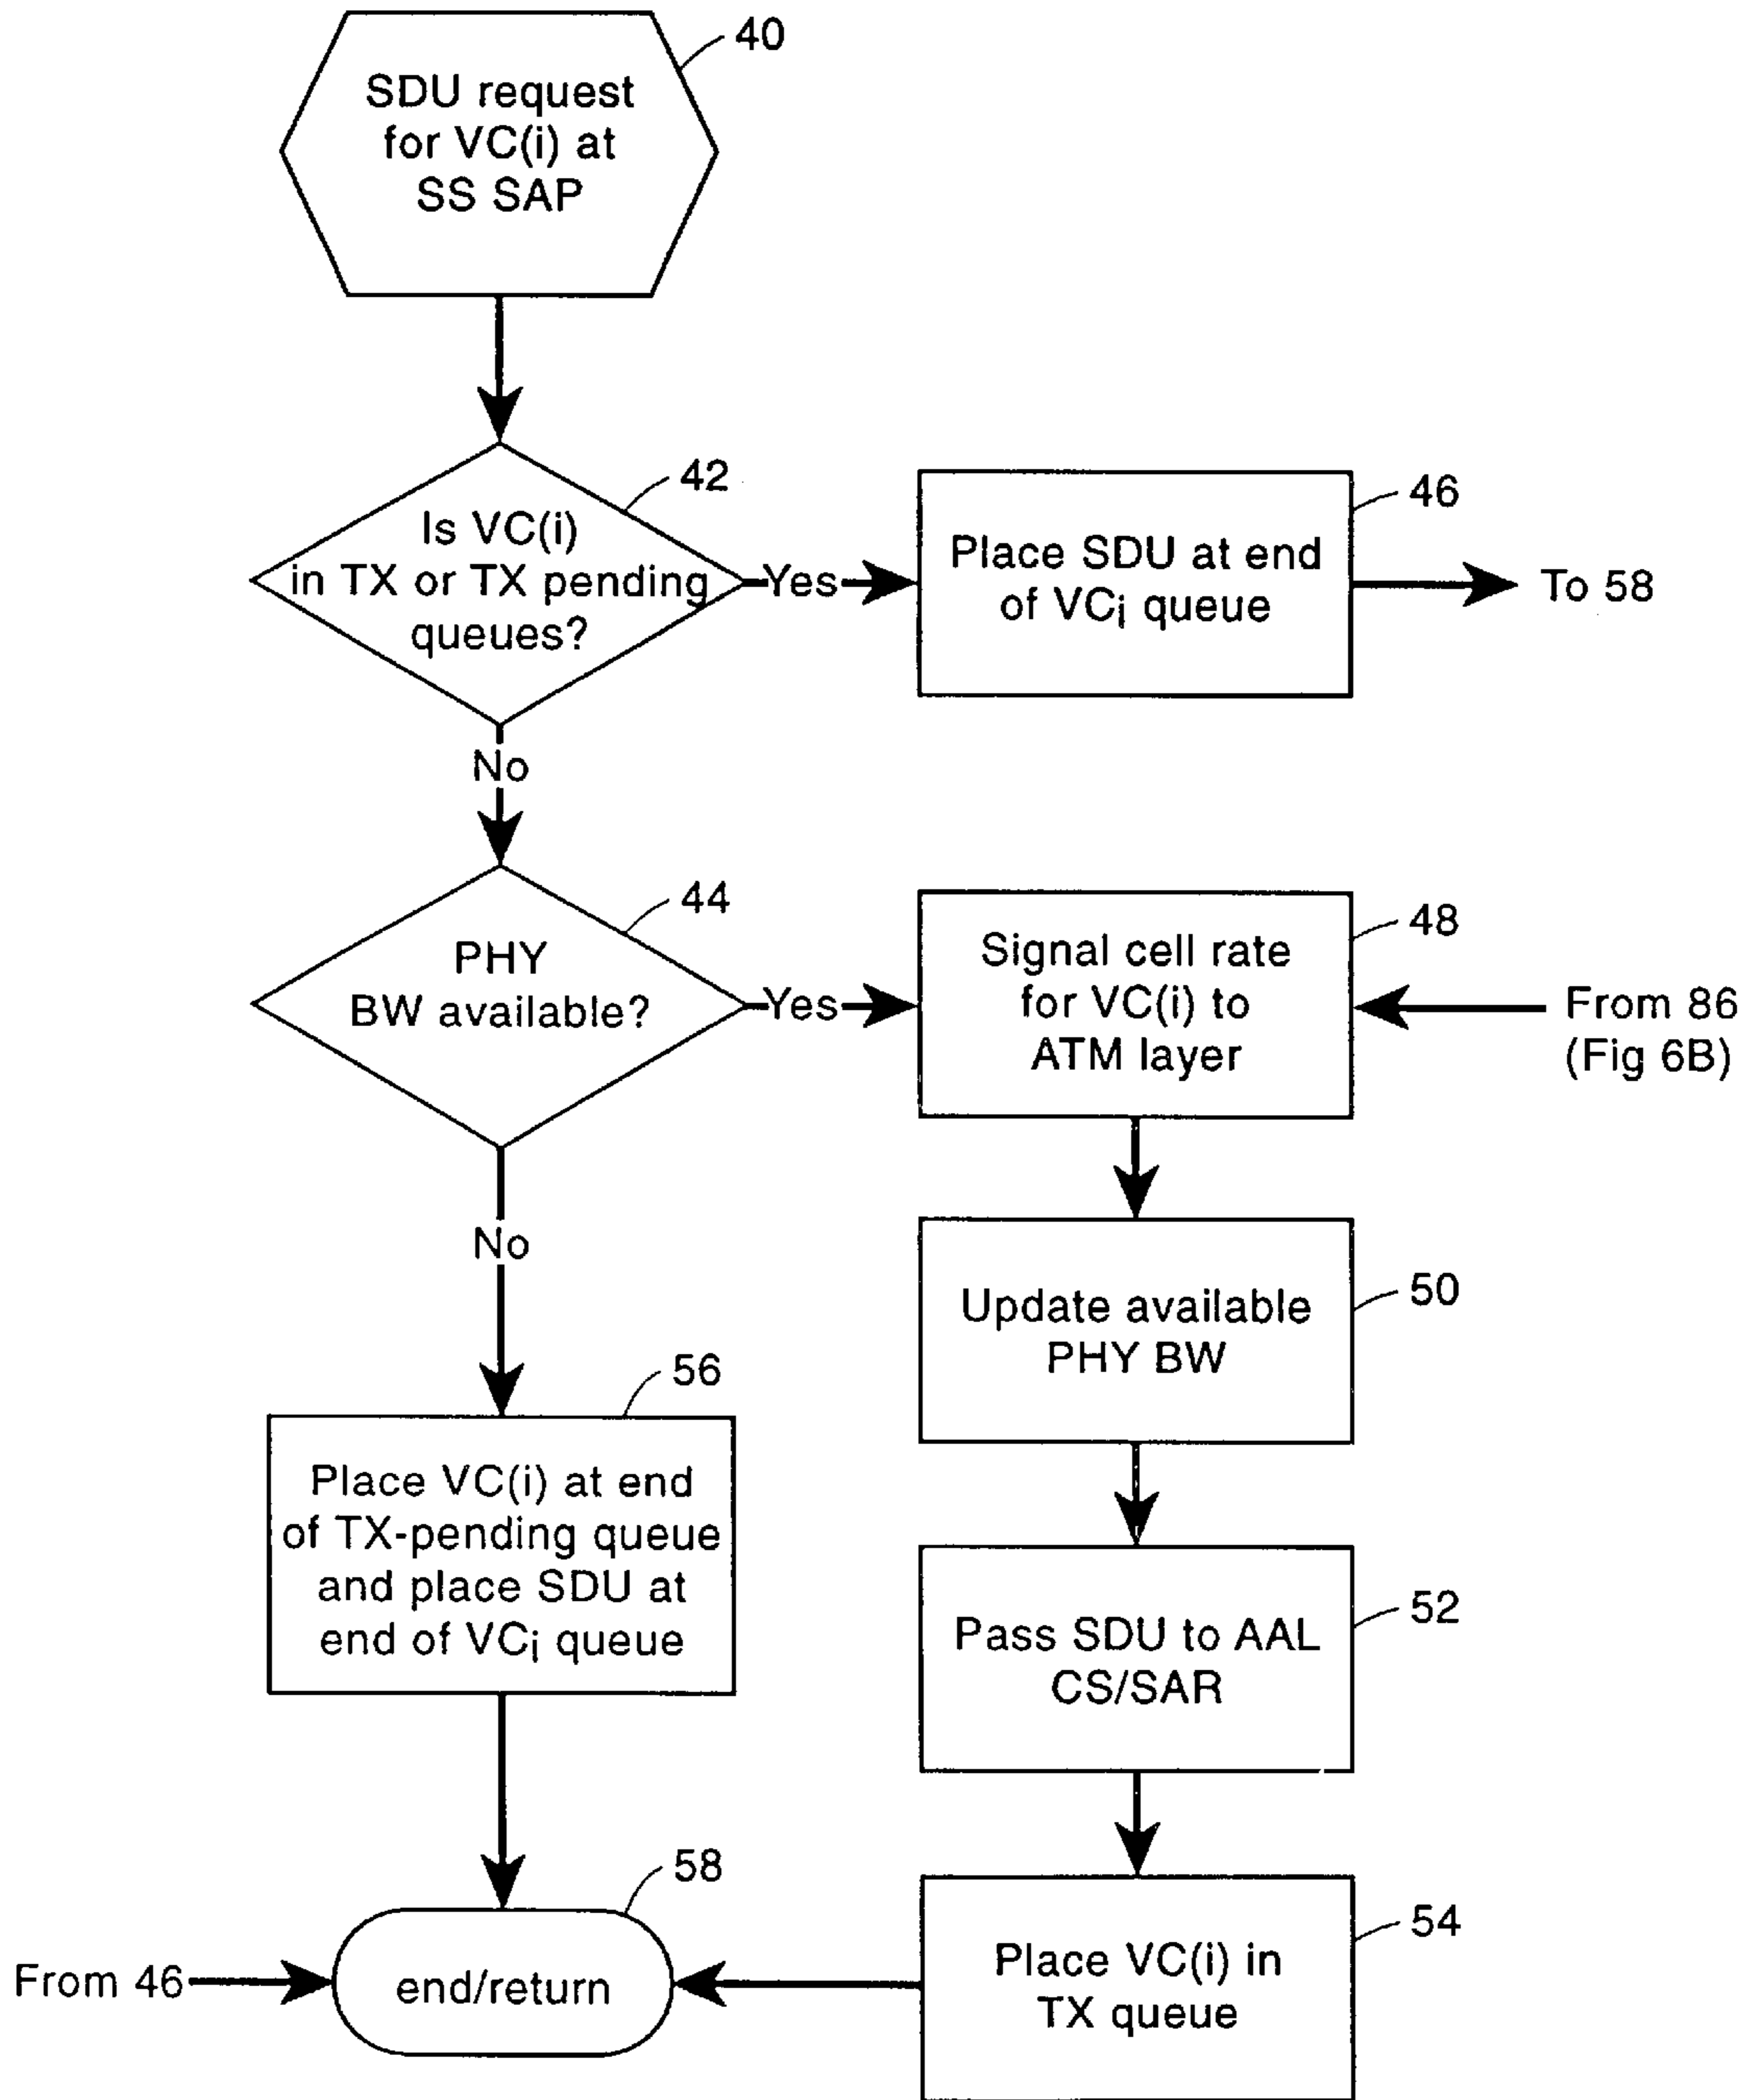 40
SDU request
for VC(i) at
SS SAP
42
Is VC(i)
in TX or TX pending
queues?
Yes
46
Place SDU at end
of VCi queue
To 58
No
44
PHY
BW available?
Yes
48
Signal cell rate
for VC(i) to
ATM layer
From 86
(Fig 6B)
No
50
Update available
PHY BW
56
Place VC(i) at end
of TX-pending queue
and place SDU at
end of VCi queue
52
Pass SDU to AAL
CS/SAR
58
From 46
end/return
54
Place VC(i) in
TX queue